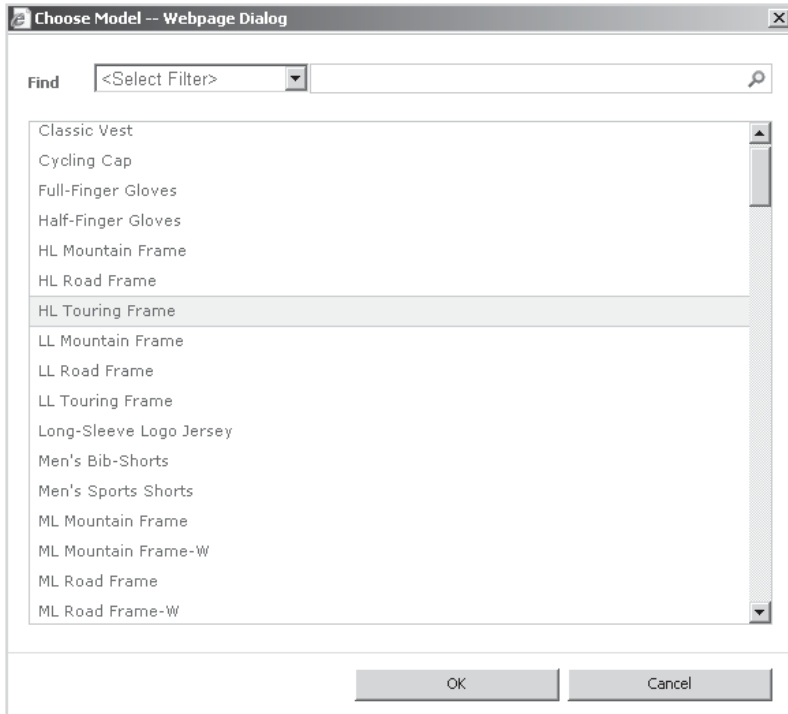 Choose Model -- Webpage Dialog
Find <Select Filter>
Classic Vest
Cycling Cap
Full-Finger Gloves
Half-Finger Gloves
HL Mountain Frame
HL Road Frame
HL Touring Frame
LL Mountain Frame
LL Road Frame
LL Touring Frame
Long-Sleeve Logo Jersey
Men's Bib-Shorts
Men's Sports Shorts
ML Mountain Frame
ML Mountain Frame-W
ML Road Frame
ML Road Frame-W
OK Cancel